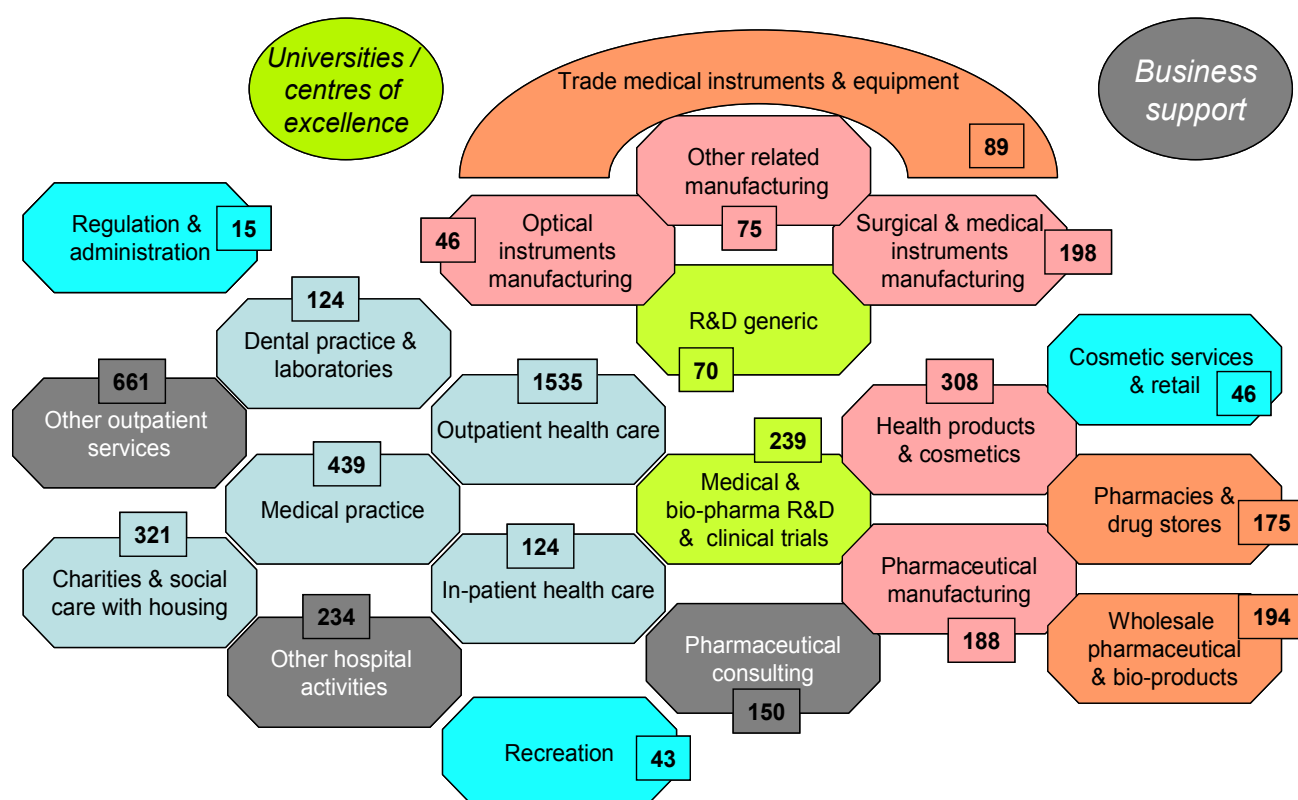 Universities /
centres of
excellence
Trade medical instruments & equipment
89
Business
support
Other related
manufacturing
75
Regulation &
administration
15
46
Optical
instruments
manufacturing
Surgical & medical
instruments
manufacturing
198
R&D generic
70
124
Dental practice &
laboratories
661
Other outpatient
services
1535
Outpatient health care
308
Health products
& cosmetics
Cosmetic services
& retail
46
439
Medical practice
239
Medical &
bio-pharma R&D
& clinical trials
Pharmacies &
drug stores
175
321
Charities & social
care with housing
124
In-patient health care
Pharmaceutical
manufacturing
188
234
Other hospital
activities
Pharmaceutical
consulting
150
Wholesale
pharmaceutical
& bio-products
194
Recreation
43